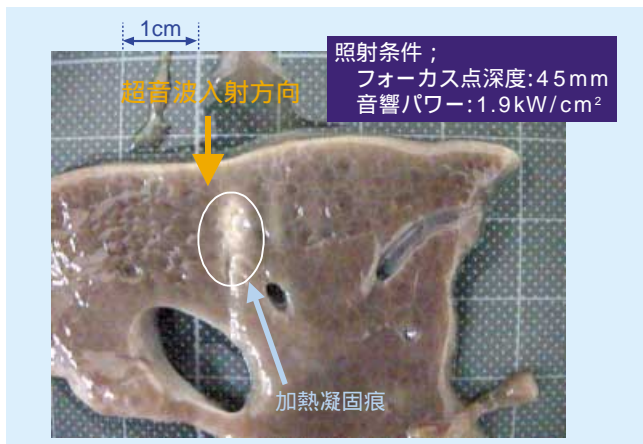 1cm
照射条件；
フォーカス点深度：45mm
音響パワー：1.9kW/cm²
超音波入射方向
加熱凝固痕